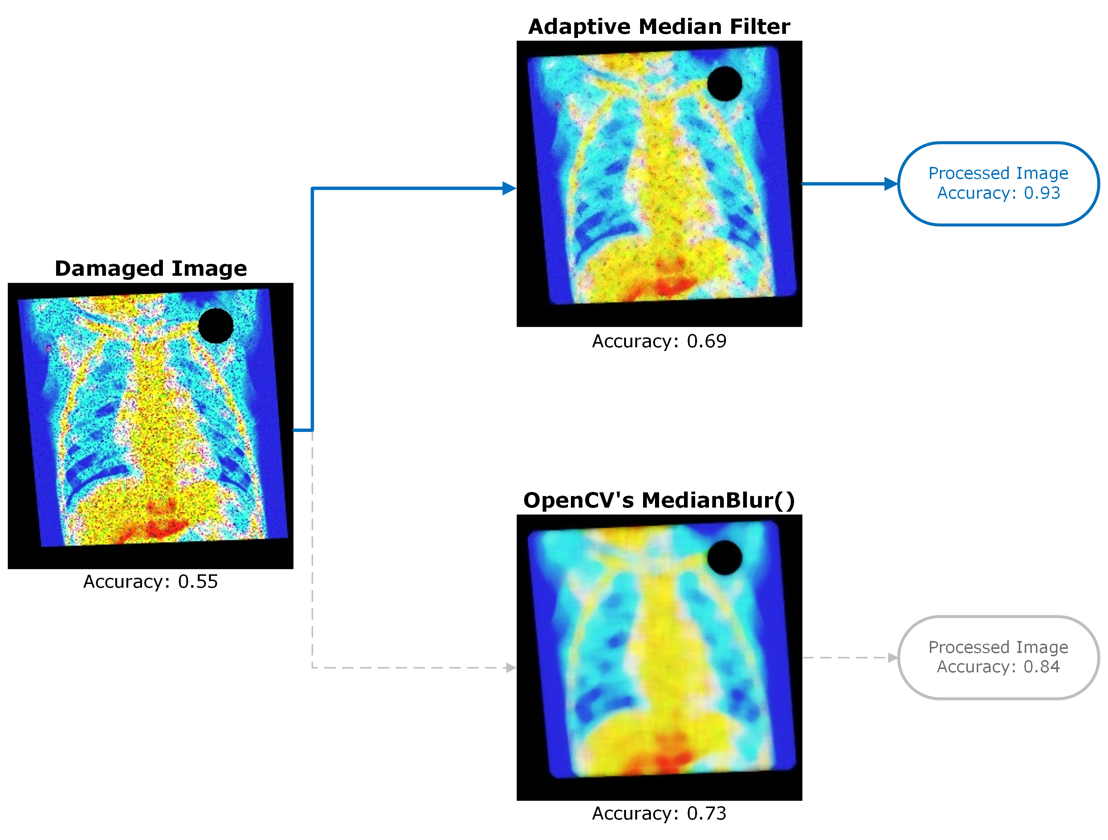 Adaptive Median Filter
Processed Image
Accuracy: 0.93
Damaged Image
Accuracy: 0.69
OpenCV's MedianBlur()
Accuracy: 0.55
Processed Image
Accuracy: 0.84
Accuracy: 0.73